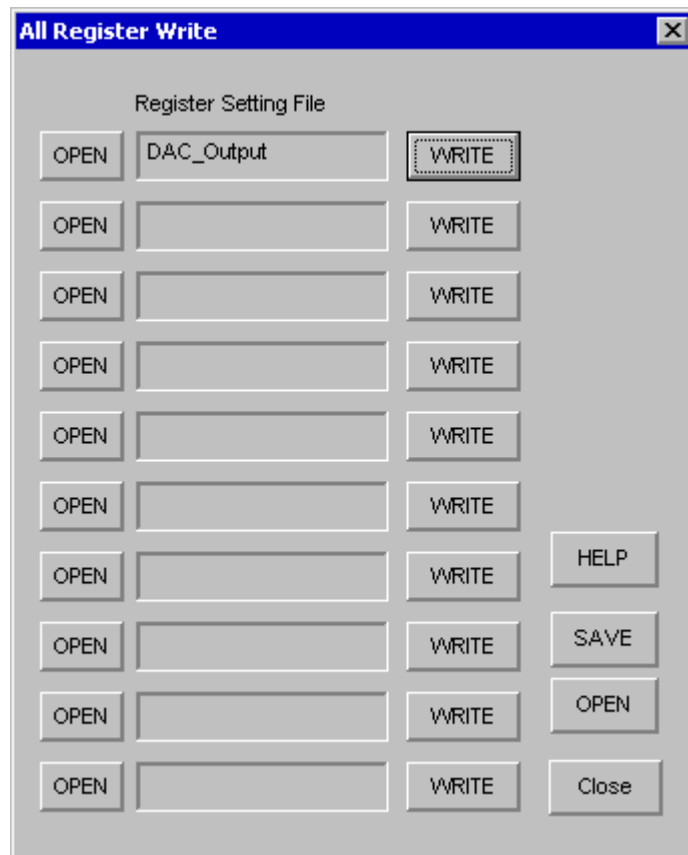 All Register Write
Register Setting File
OPEN DAC_Output WRITE
OPEN WRITE
OPEN WRITE
OPEN WRITE
OPEN WRITE
OPEN WRITE
HELP
OPEN WRITE
SAVE
OPEN WRITE
OPEN
OPEN WRITE
OPEN WRITE Close